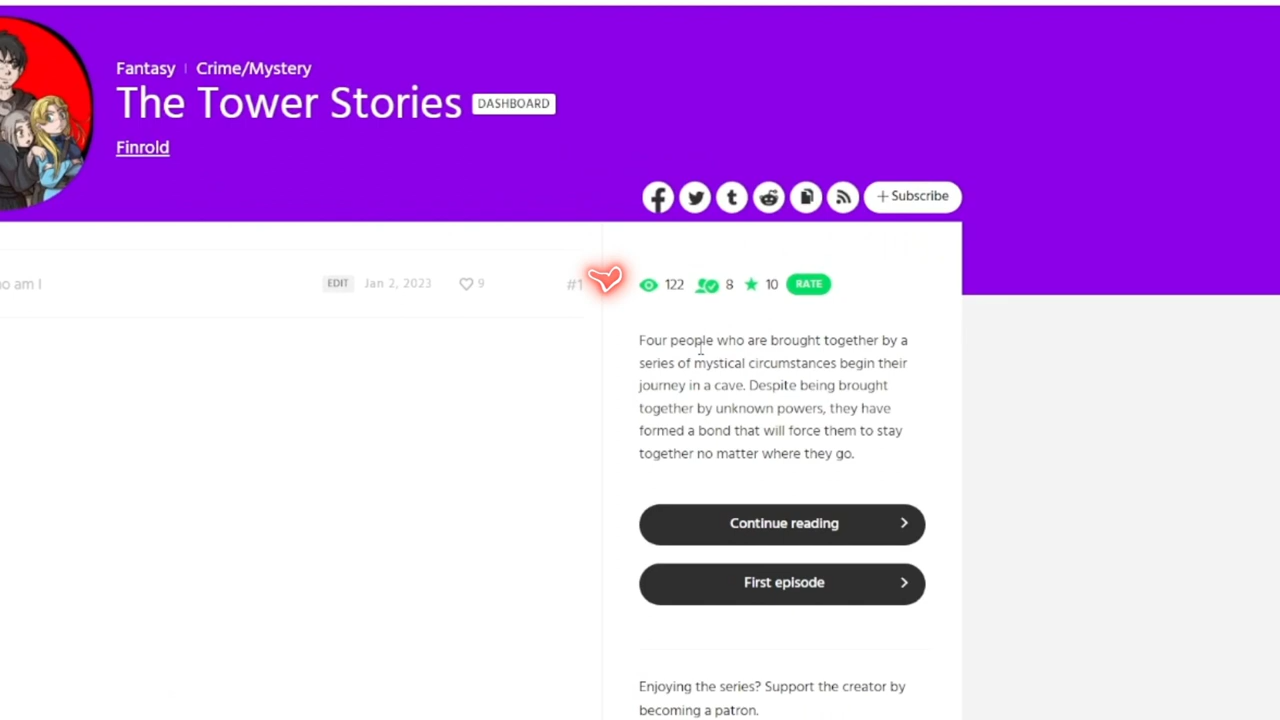 Fantasy | Crime/Mystery
The Tower Stories DASHBOARD
Finrold
+ Subscribe
o am I EDIT Jan 2, 2023 9 #1
122 8 10 RATE
Four people who are brought together by a
series of mystical circumstances begin their
journey in a cave. Despite being brought
together by unknown powers, they have
formed a bond that will force them to stay
together no matter where they go.
Continue reading
First episode
Enjoying the series? Support the creator by
becoming a patron.